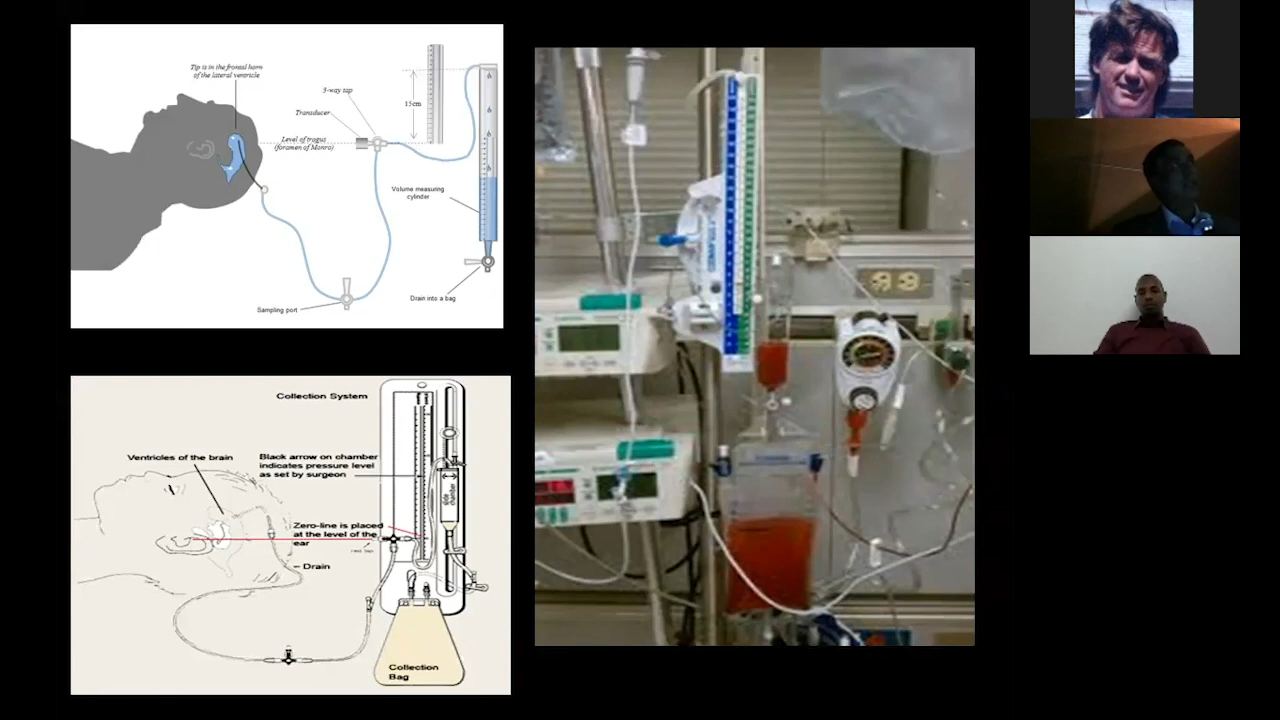 Tip is in the frontal horn
of the lateral ventricle
3-way tap
Transducer
15cm
Level of tragus
(foramen of Monro)
Volume measuring
cylinder
Drain into a bag
Sampling port
Collection System
Ventricles of the brain
Black arrow on chamber
indicates pressure level
as set by surgeon
Zero-line is placed
at the level of the
ear
Drain
Collection
Bag